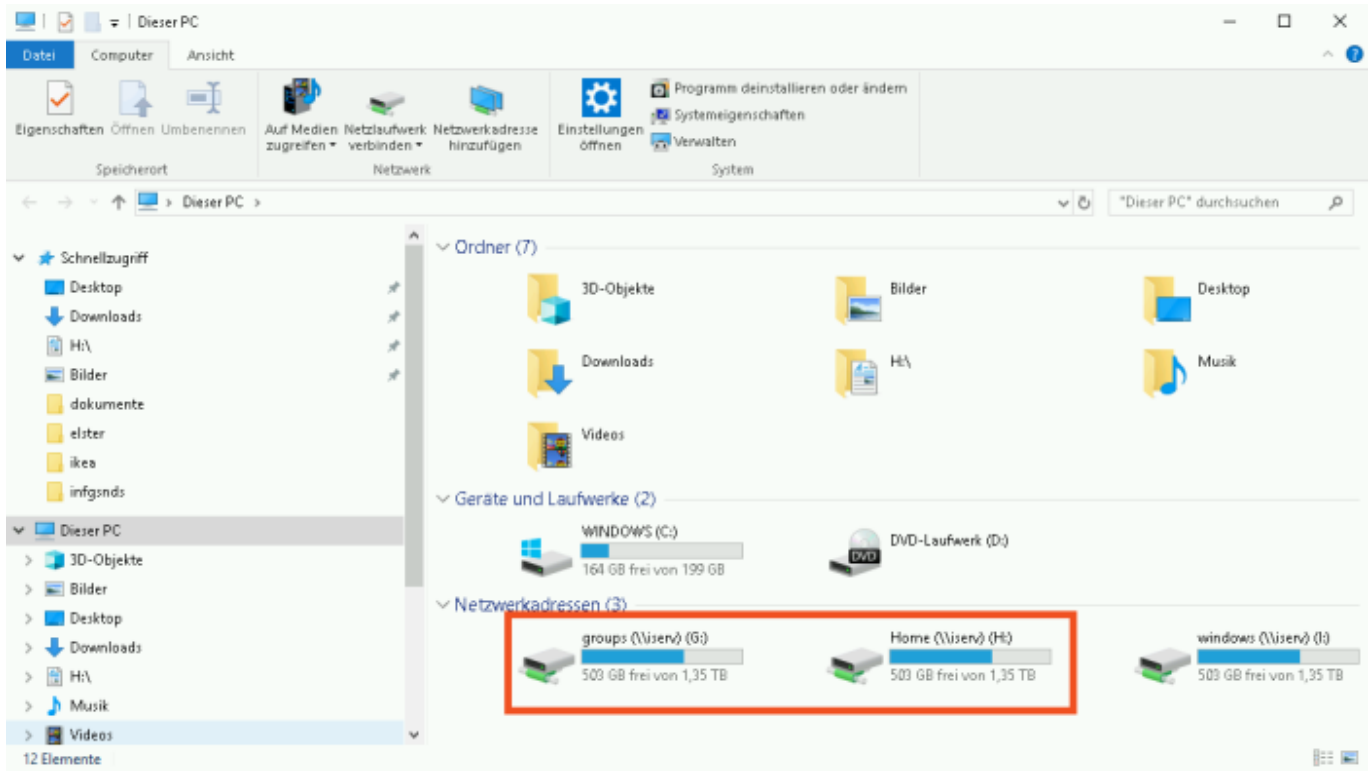 Dieser PC
Datei Computer Ansicht
Eigenschaften Öffnen Umbenennen
Auf Medien zugreifen
Netzlaufwerk verbinden
Netzwerkadresse hinzufügen
Einstellungen öffnen
Programm deinstallieren oder ändern
Systemeigenschaften
Verwalten
Speicherort Netzwerk System
Dieser PC
"Dieser PC" durchsuchen
Schnellzugriff
Desktop
Downloads
H:\
Bilder
dokumente
elster
ikea
infgsnds
Dieser PC
3D-Objekte
Bilder
Desktop
Downloads
H:\
Musik
Videos
Ordner (7)
3D-Objekte Bilder Desktop
Downloads H:\ Musik
Videos
Geräte und Laufwerke (2)
WINDOWS (C:)
164 GB frei von 199 GB
DVD-Laufwerk (D:)
DVD
Netzwerkadressen (3)
groups (\\iserv) (G:)
503 GB frei von 1,35 TB
Home (\\iserv) (H:)
503 GB frei von 1,35 TB
windows (\\iserv) (I:)
503 GB frei von 1,35 TB
12 Elemente